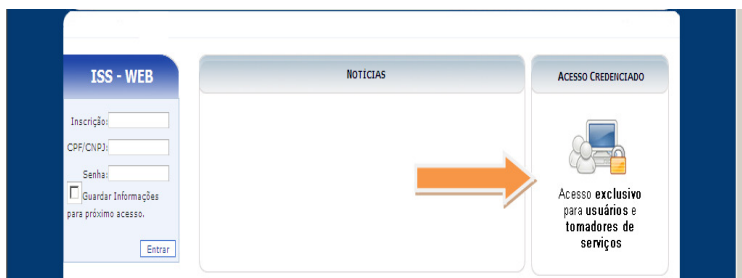 ISS - WEB
Inscrição:
CPF/CNPJ:
Senha:
Guardar Informações
para próximo acesso.
Entrar
NOTÍCIAS
ACESSO CREDENCIADO
Acesso exclusivo
para usuários e
tomadores de
serviços